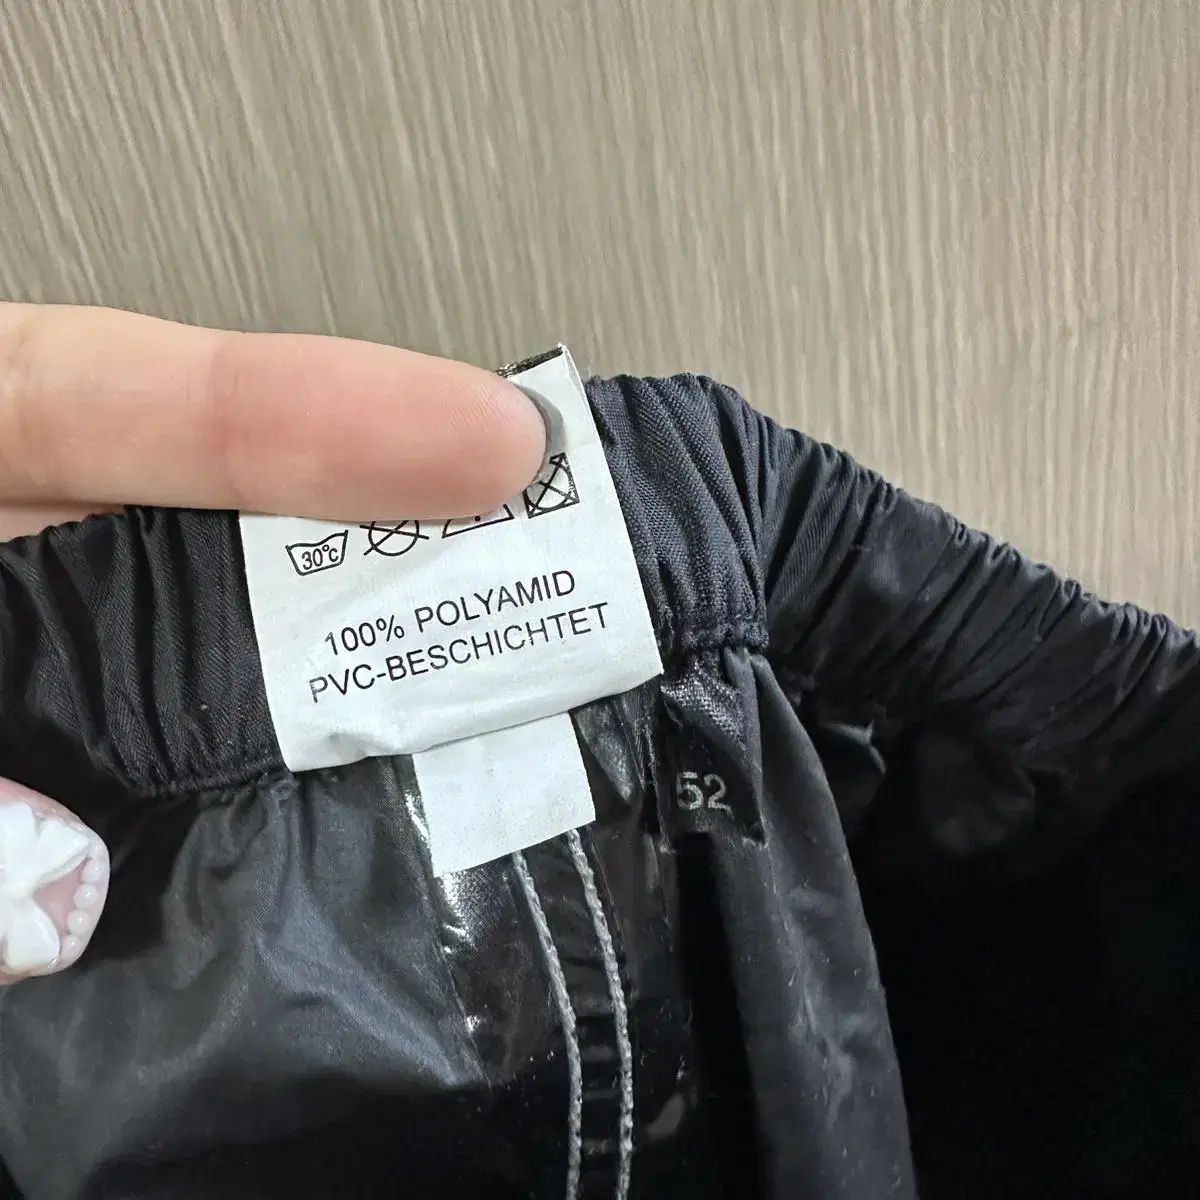 30°C
100% POLYAMID
PVC-BESCHICHTET
52